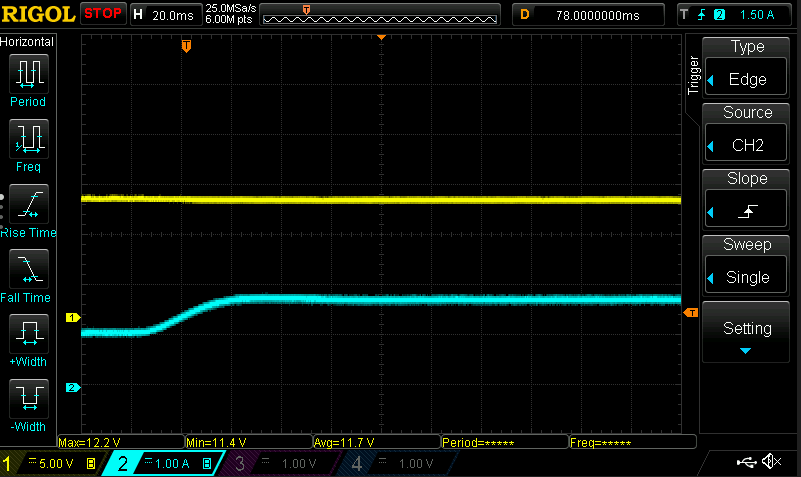 RIGOL STOP H 20.0ms 25.0MSa/s 6.00M pts T D 78.0000000ms T 2 1.50 A
Horizontal
Period
Freq
Rise Time
Fall Time
+Width
-Width
T
1
2
T
Trigger
Type
Edge
Source
CH2
Slope
Sweep
Single
Setting
Max=12.2 V Min=11.4 V Avg=11.7 V Period=***** Freq=*****
1 5.00 V B 2 1.00 A B 3 1.00 V 4 1.00 V